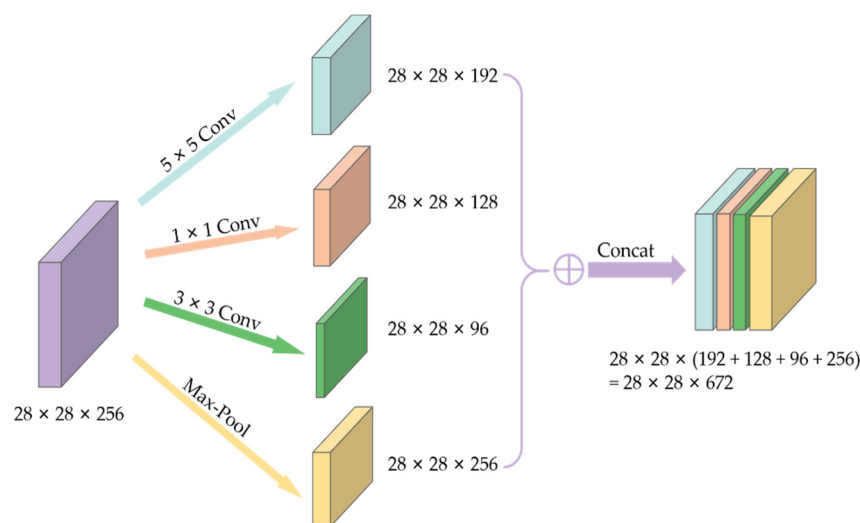 28 × 28 × 256
5 × 5 Conv
1 × 1 Conv
3 × 3 Conv
Max-Pool
28 × 28 × 192
28 × 28 × 128
28 × 28 × 96
28 × 28 × 256
Concat
28 × 28 × (192 + 128 + 96 + 256)
= 28 × 28 × 672